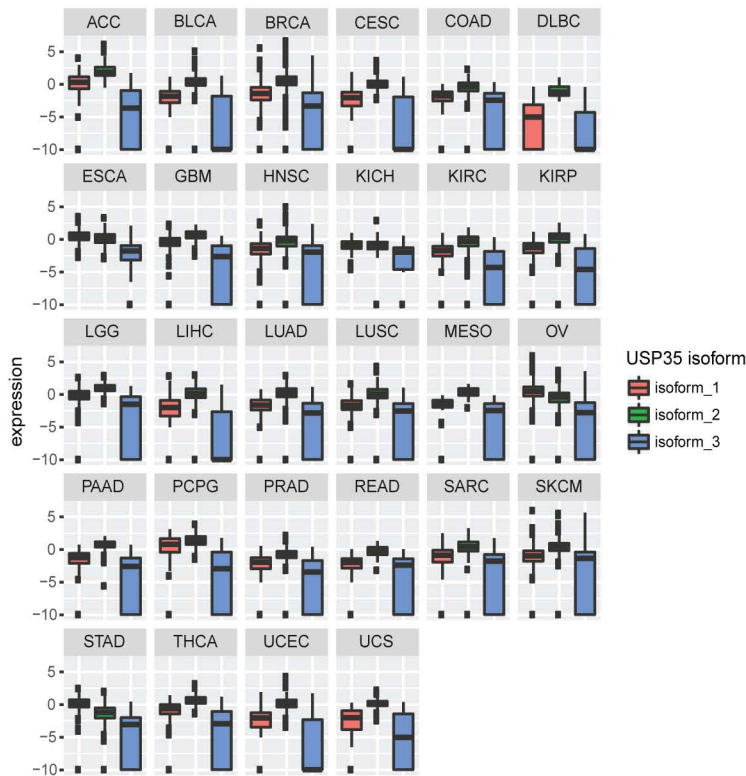 ACC BLCA BRCA CESC COAD DLBC
5
0
−5
−10
ESCA GBM HNSC KICH KIRC KIRP
5
0
−5
−10
LGG LIHC LUAD LUSC MESO OV
5
0
−5
−10
expression
USP35 isoform
isoform_1
isoform_2
isoform_3
PAAD PCPG PRAD READ SARC SKCM
5
0
−5
−10
STAD THCA UCEC UCS
5
0
−5
−10